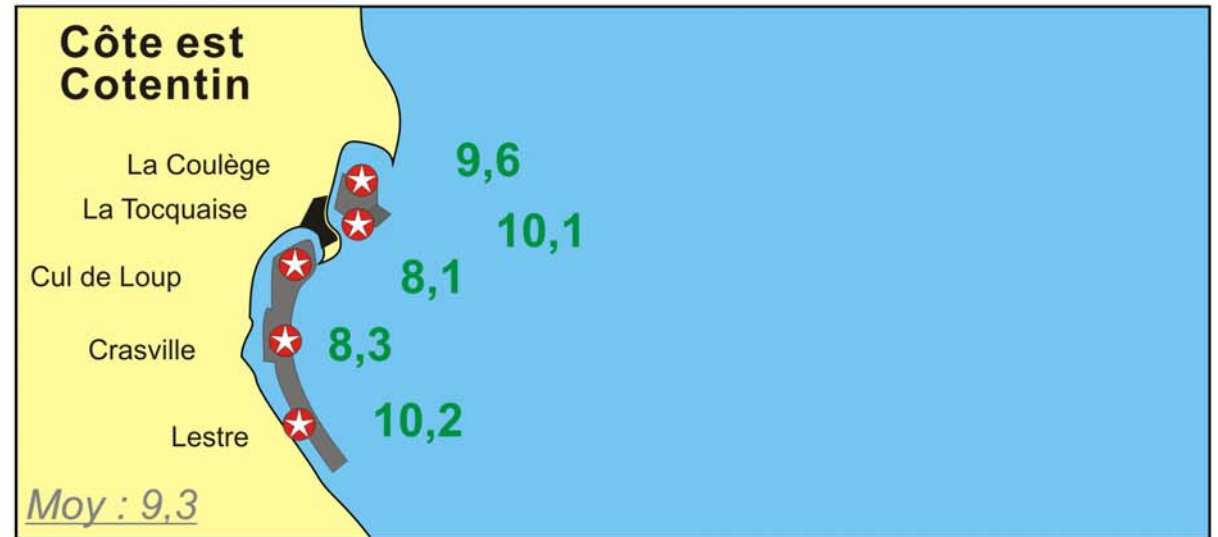 Côte est
Cotentin
La Coulège
9,6
La Tocquaise
10,1
Cul de Loup
8,1
Crasville
8,3
Lestre
10,2
Moy : 9,3